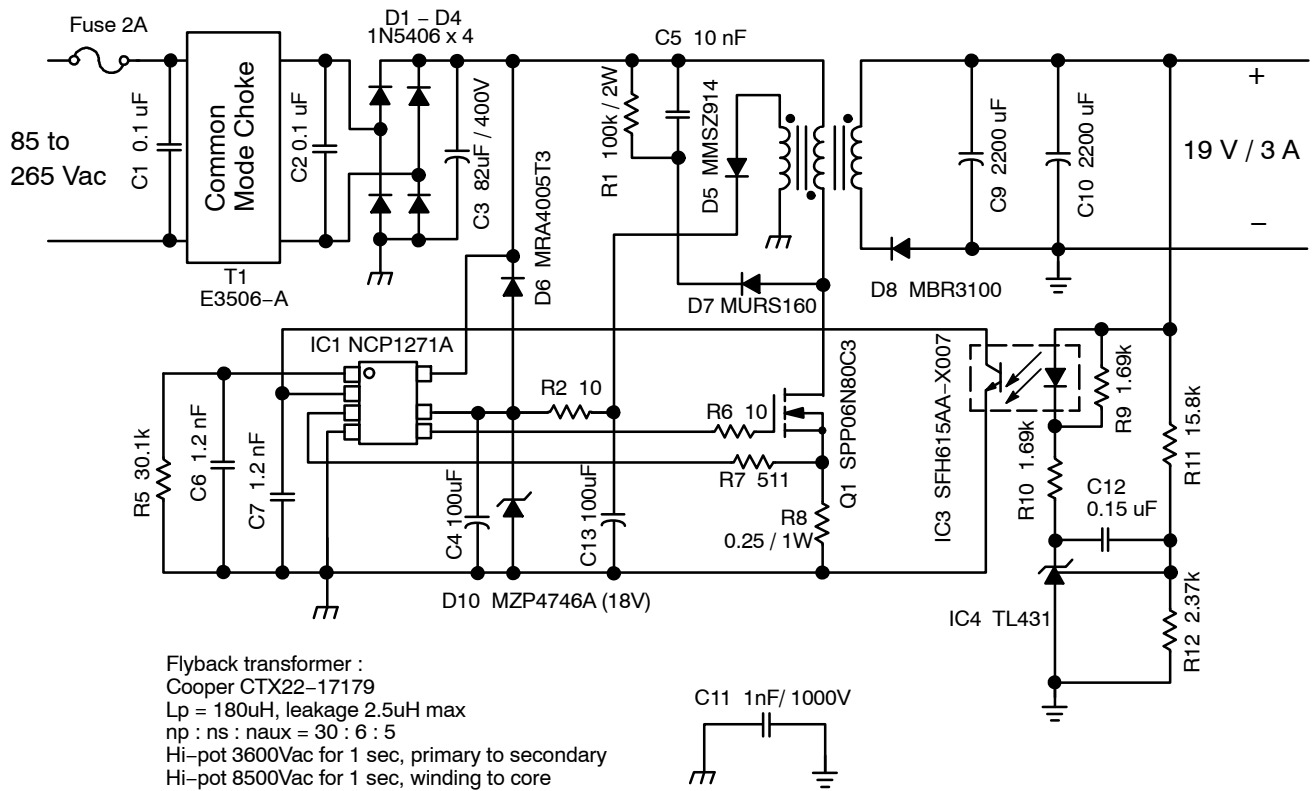 Fuse 2A
D1 – D4
1N5406 x 4
C5 10 nF
85 to
265 Vac
C1 0.1 uF
Common
Mode Choke
T1
E3506–A
C2 0.1 uF
C3 82uF / 400V
D6 MRA4005T3
R1 100k / 2W
D5 MMSZ914
D7 MURS160
D8 MBR3100
C9 2200 uF
C10 2200 uF
+
19 V / 3 A
–
IC1 NCP1271A
R2 10
R6 10
R7 511
R8
0.25 / 1W
Q1 SPP06N80C3
IC3 SFH615AA–X007
R9 1.69k
R10 1.69k
R11 15.8k
C12
0.15 uF
R5 30.1k
C6 1.2 nF
C7 1.2 nF
C4 100uF
C13 100uF
D10 MZP4746A (18V)
IC4 TL431
R12 2.37k
Flyback transformer :
Cooper CTX22–17179
Lp = 180uH, leakage 2.5uH max
np : ns : naux = 30 : 6 : 5
Hi–pot 3600Vac for 1 sec, primary to secondary
Hi–pot 8500Vac for 1 sec, winding to core
C11 1nF/ 1000V